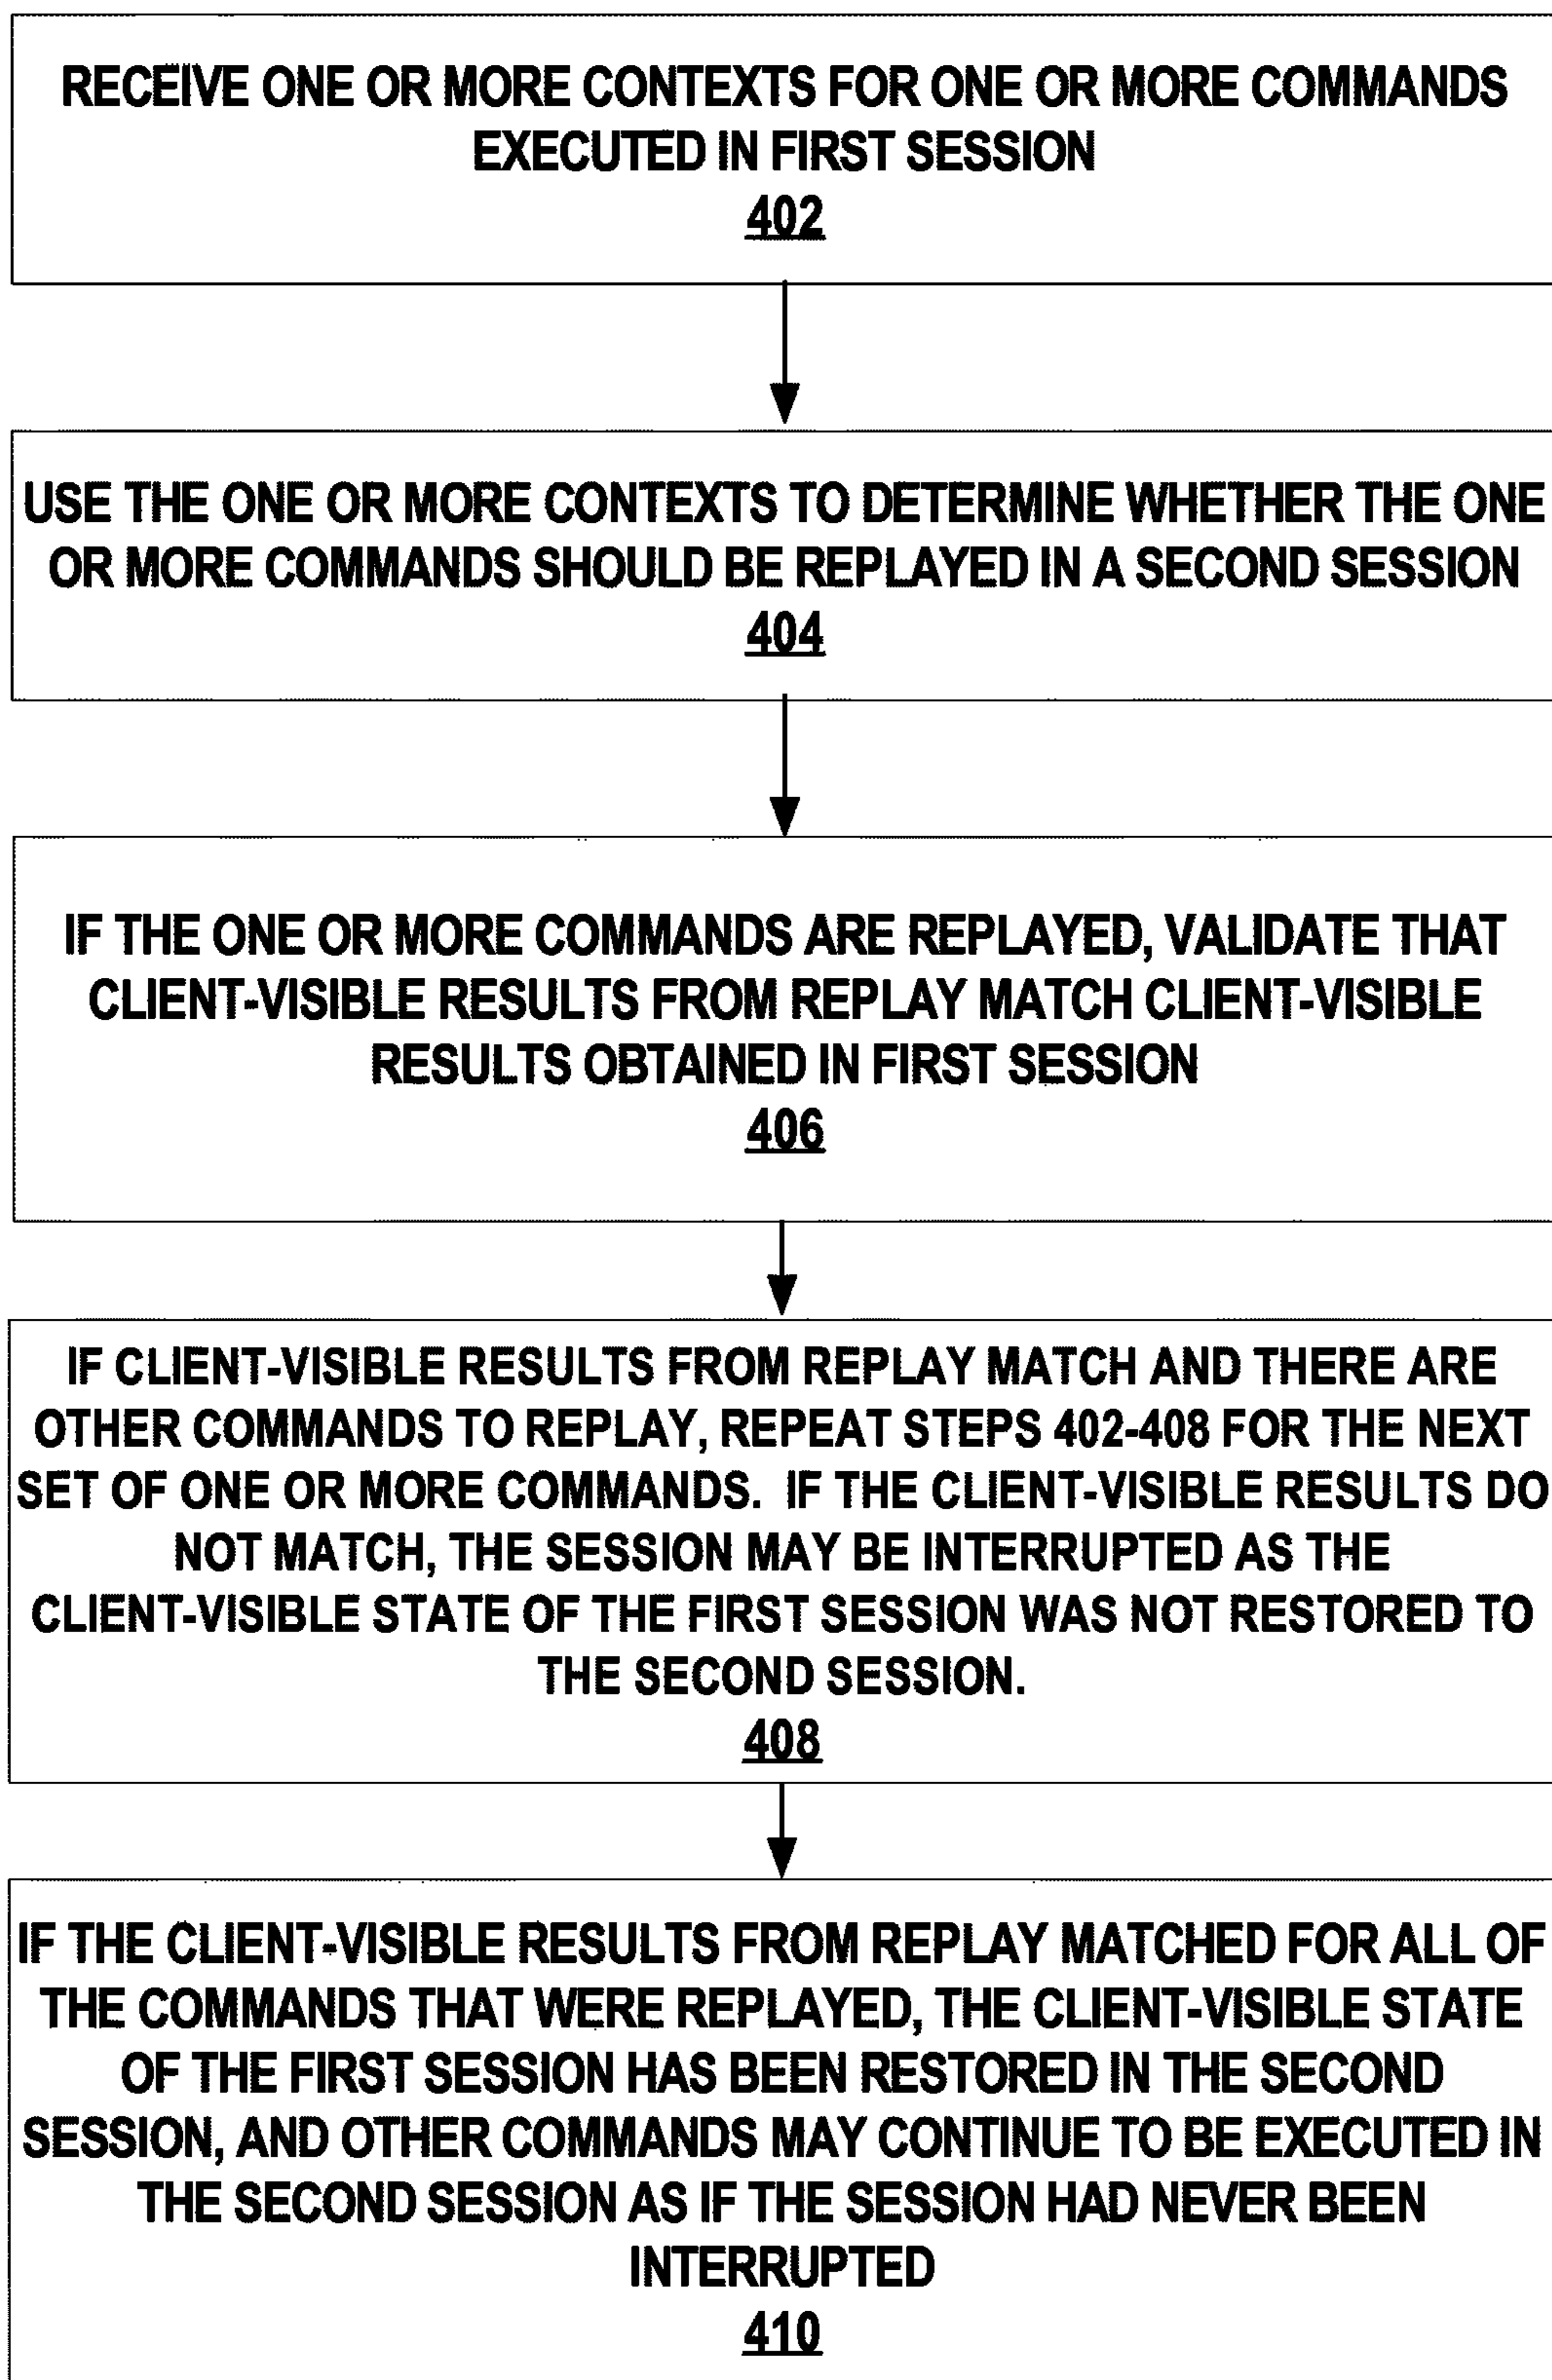 RECEIVE ONE OR MORE CONTEXTS FOR ONE OR MORE COMMANDS
EXECUTED IN FIRST SESSION
402
USE THE ONE OR MORE CONTEXTS TO DETERMINE WHETHER THE ONE
OR MORE COMMANDS SHOULD BE REPLAYED IN A SECOND SESSION
404
IF THE ONE OR MORE COMMANDS ARE REPLAYED, VALIDATE THAT
CLIENT-VISIBLE RESULTS FROM REPLAY MATCH CLIENT-VISIBLE
RESULTS OBTAINED IN FIRST SESSION
406
IF CLIENT-VISIBLE RESULTS FROM REPLAY MATCH AND THERE ARE
OTHER COMMANDS TO REPLAY, REPEAT STEPS 402-408 FOR THE NEXT
SET OF ONE OR MORE COMMANDS. IF THE CLIENT-VISIBLE RESULTS DO
NOT MATCH, THE SESSION MAY BE INTERRUPTED AS THE
CLIENT-VISIBLE STATE OF THE FIRST SESSION WAS NOT RESTORED TO
THE SECOND SESSION.
408
IF THE CLIENT-VISIBLE RESULTS FROM REPLAY MATCHED FOR ALL OF
THE COMMANDS THAT WERE REPLAYED, THE CLIENT-VISIBLE STATE
OF THE FIRST SESSION HAS BEEN RESTORED IN THE SECOND
SESSION, AND OTHER COMMANDS MAY CONTINUE TO BE EXECUTED IN
THE SECOND SESSION AS IF THE SESSION HAD NEVER BEEN
INTERRUPTED
410